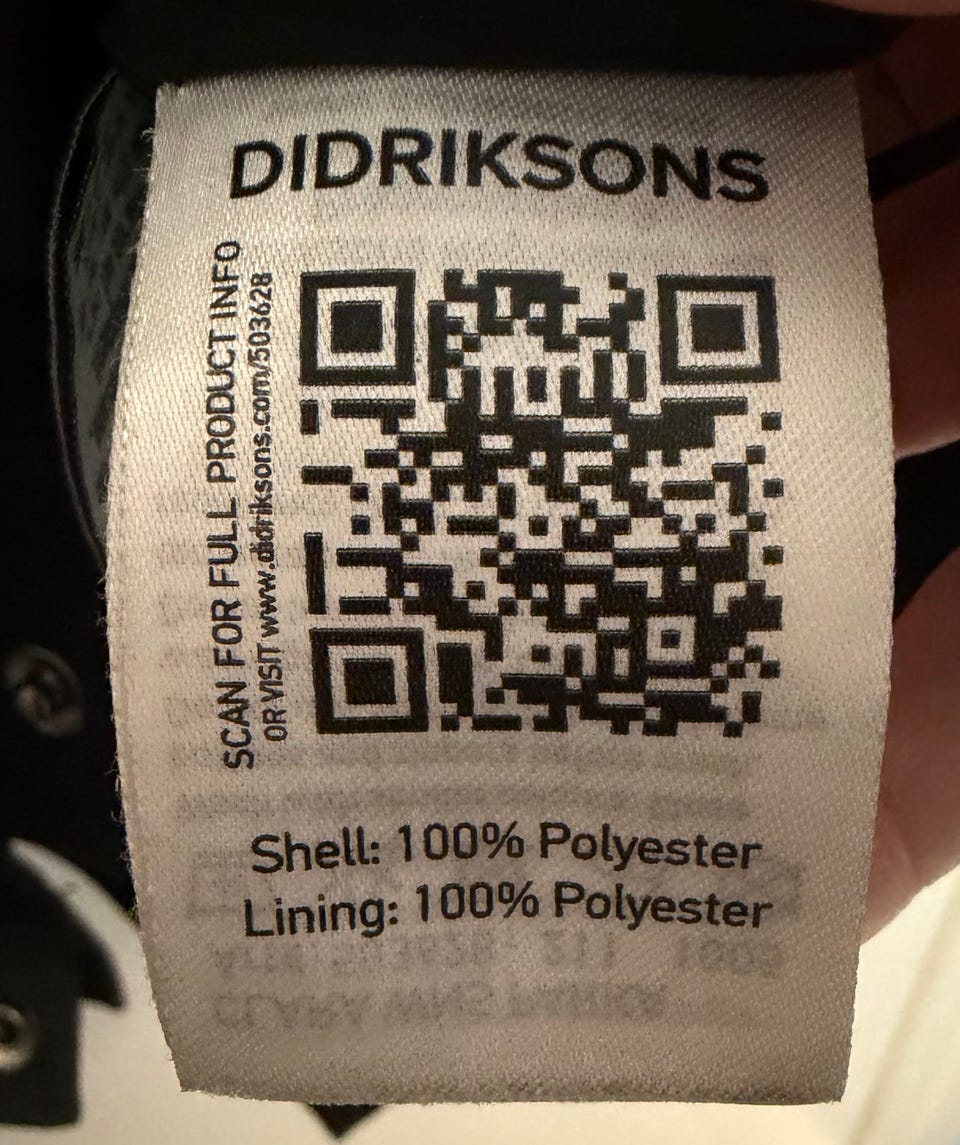 DIDRIKSONS
SCAN FOR FULL PRODUCT INFO
OR VISIT www.didriksons.com/503628
Shell: 100% Polyester
Lining: 100% Polyester